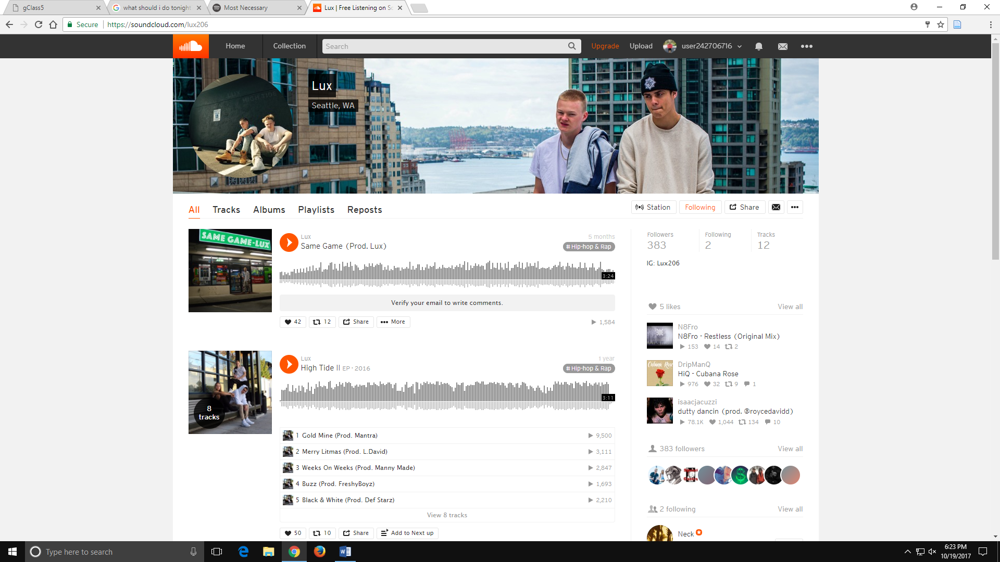 gClass5
what should i do tonight
Most Necessary
Lux | Free Listening on So
Secure
https://soundcloud.com/lux206
Home
Collection
Search
Upgrade
Upload
user242706716
Lux
Seattle, WA
LUX HIGH TIDE
All
Tracks
Albums
Playlists
Reposts
Station
Following
Share
SAME GAME-LUX
ATM
Lux
5 months
Same Game (Prod. Lux)
# Hip-hop & Rap
3:24
Verify your email to write comments.
42
12
Share
More
1,584
Lux
1 year
High Tide II EP · 2016
# Hip-hop & Rap
3:11
8
tracks
1 Gold Mine (Prod. Mantra) 9,500
2 Merry Litmas (Prod. L.David) 3,111
3 Weeks On Weeks (Prod. Manny Made) 2,847
4 Buzz (Prod. FreshyBoyz) 1,693
5 Black & White (Prod. Def Starz) 2,210
View 8 tracks
50
10
Share
Add to Next up
Followers
383
Following
2
Tracks
12
IG: Lux206
5 likes
View all
N8Fro
N8Fro - Restless (Original Mix)
153 14 2
Cubana Rose
DripManQ
HiQ - Cubana Rose
976 32 9 1
isaacjacuzzi
dutty dancin (prod. @roycedavidd)
78.1K 1,044 134 10
383 followers
View all
2 following
View all
Neck
Type here to search
6:23 PM
10/19/2017